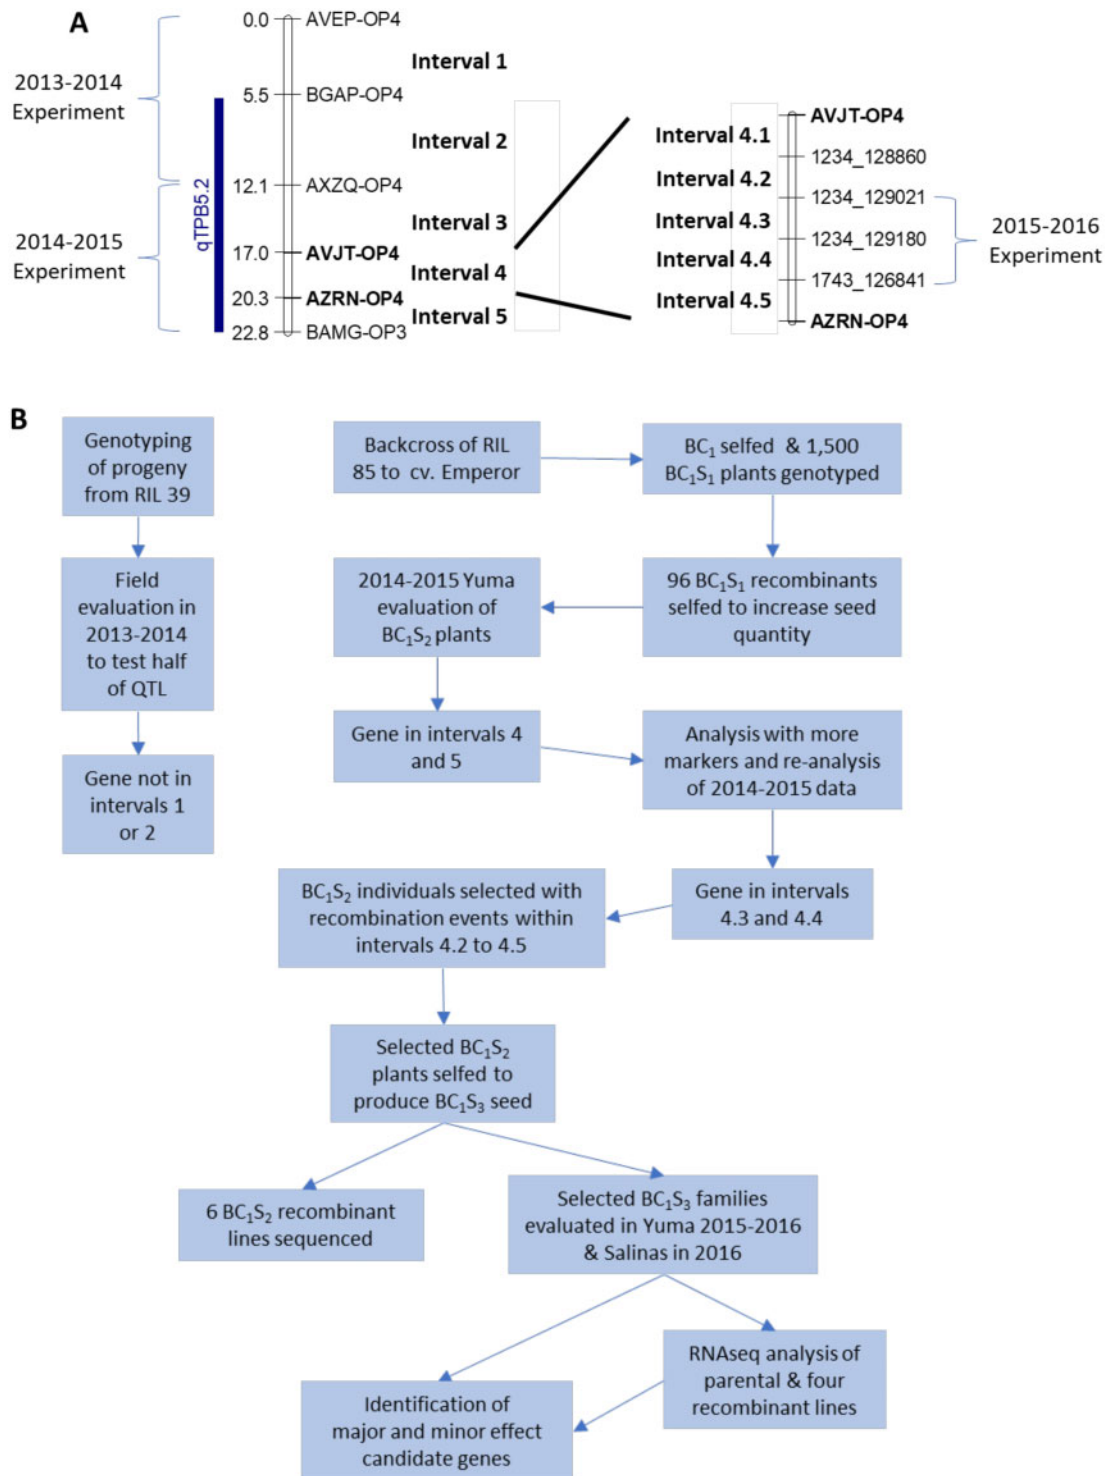 A
0.0 AVEP-OP4
Interval 1
2013-2014
Experiment
5.5 BGAP-OP4
Interval 2
12.1 AXZQ-OP4
qTPB5.2
2014-2015
Experiment
Interval 3
17.0 AVJT-OP4
Interval 4
20.3 AZRN-OP4
Interval 5
22.8 BAMG-OP3
AVJT-OP4
Interval 4.1
1234_128860
Interval 4.2
1234_129021
Interval 4.3
1234_129180
Interval 4.4
1743_126841
Interval 4.5
AZRN-OP4
2015-2016
Experiment
B
Genotyping
of progeny
from RIL 39
Field
evaluation in
2013-2014
to test half
of QTL
Gene not in
intervals 1
or 2
Backcross of RIL
85 to cv. Emperor
BC₁ selfed & 1,500
BC₁S₁ plants genotyped
96 BC₁S₁ recombinants
selfed to increase seed
quantity
2014-2015 Yuma
evaluation of
BC₁S₂ plants
Gene in intervals 4
and 5
Analysis with more
markers and re-analysis
of 2014-2015 data
Gene in intervals
4.3 and 4.4
BC₁S₂ individuals selected with
recombination events within
intervals 4.2 to 4.5
Selected BC₁S₂
plants selfed to
produce BC₁S₃ seed
6 BC₁S₂ recombinant
lines sequenced
Selected BC₁S₃ families
evaluated in Yuma 2015-2016
& Salinas in 2016
RNAseq analysis of
parental & four
recombinant lines
Identification of
major and minor effect
candidate genes